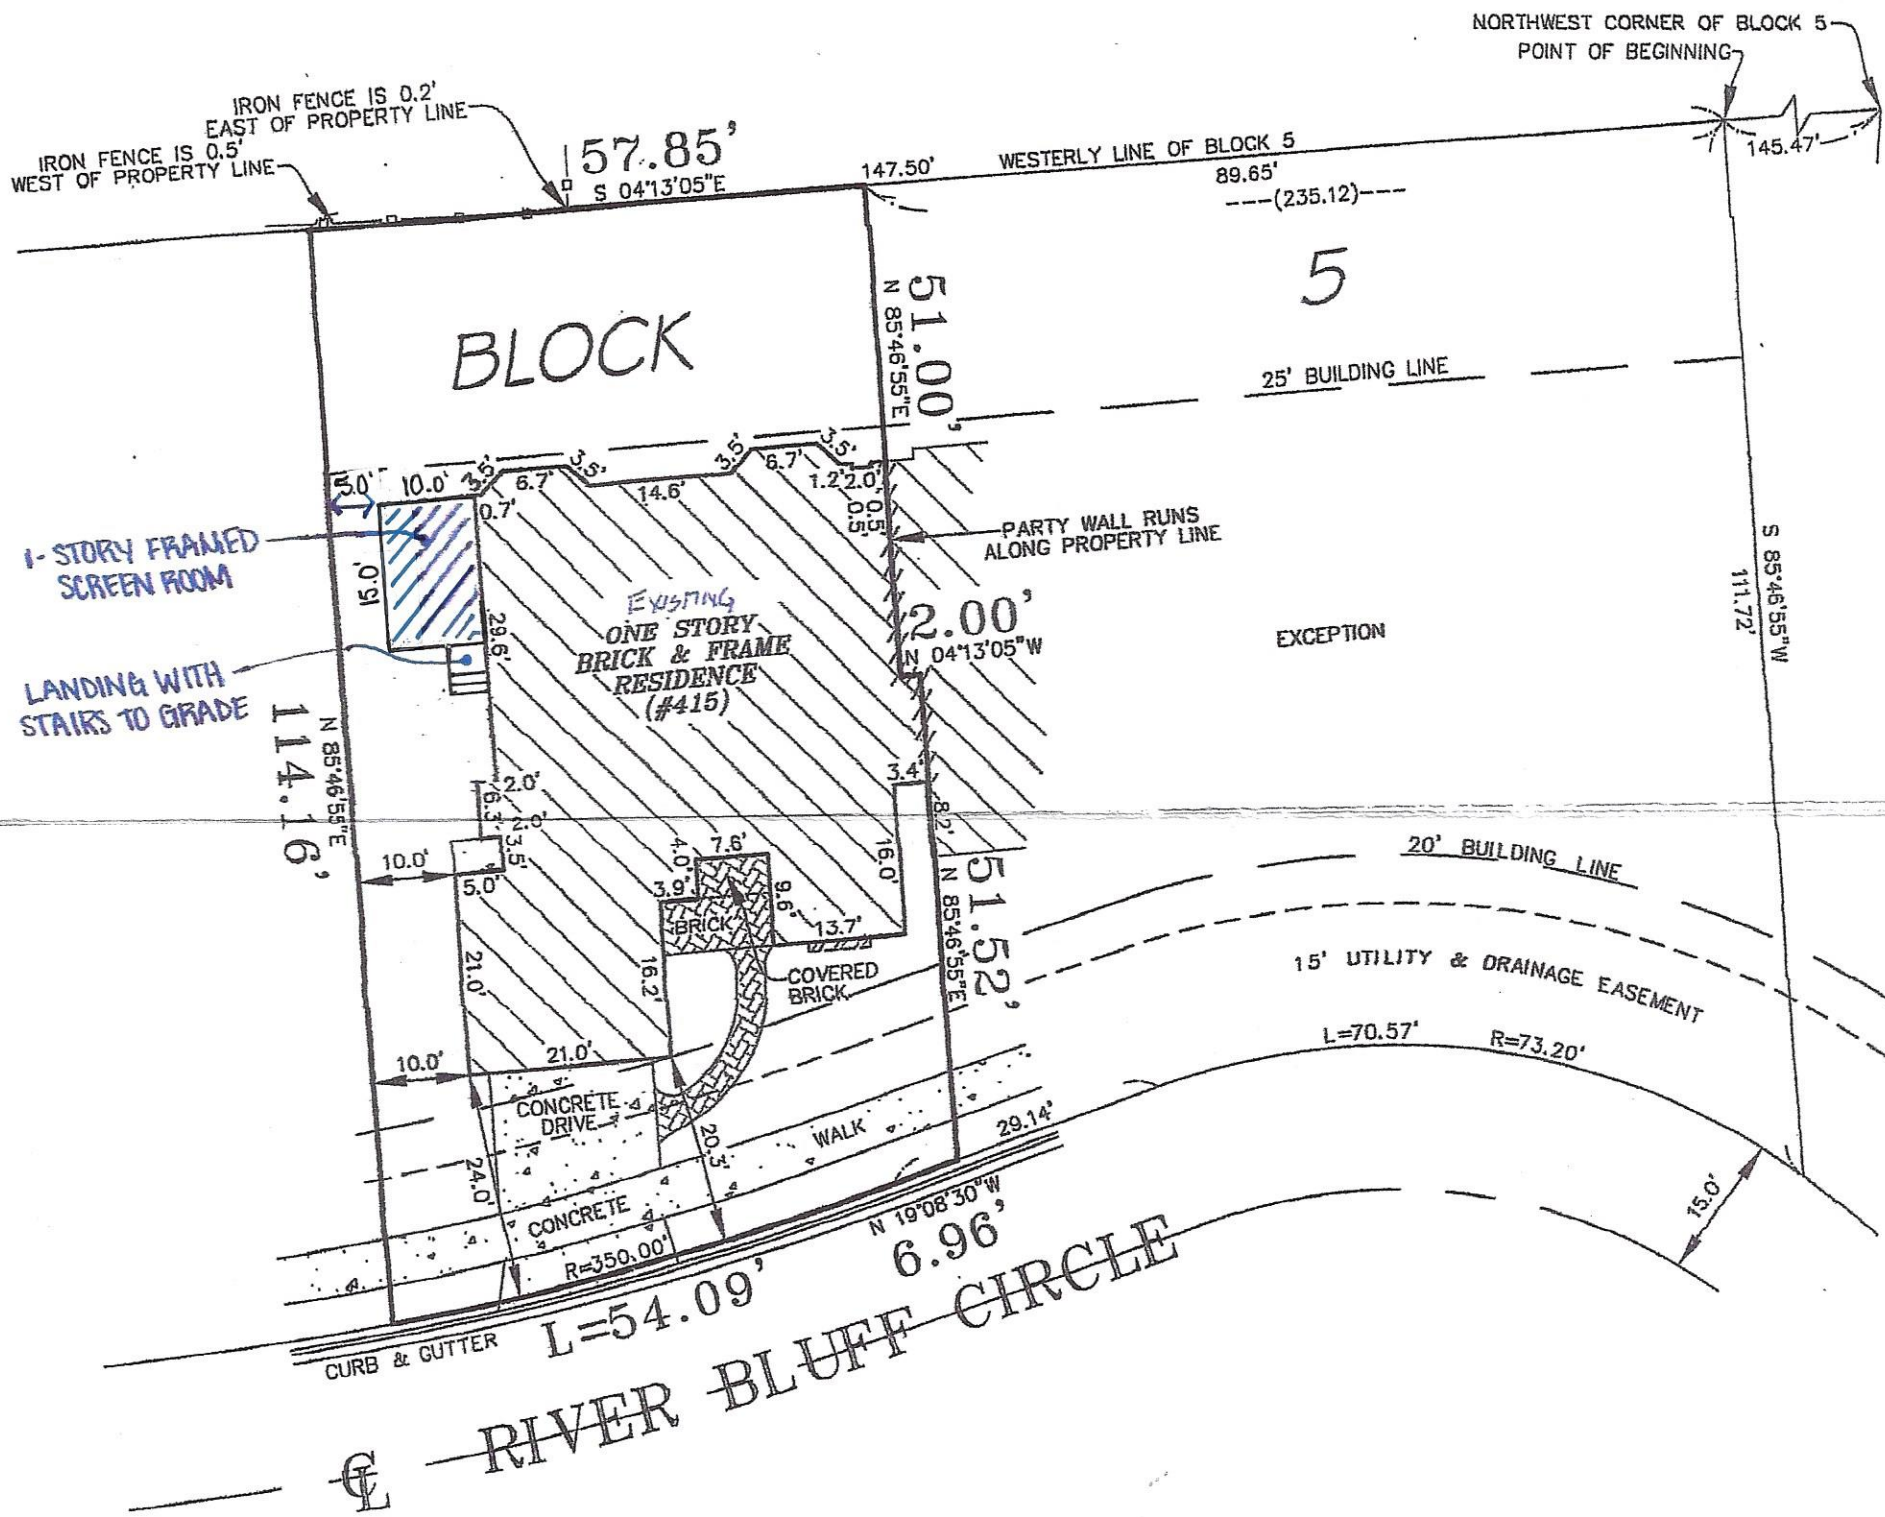 NORTHWEST CORNER OF BLOCK 5
POINT OF BEGINNING
IRON FENCE IS 0.2'
EAST OF PROPERTY LINE
IRON FENCE IS 0.5'
WEST OF PROPERTY LINE
57.85'
S 04°13'05"E
147.50'
WESTERLY LINE OF BLOCK 5
145.47'
89.65'
---(235.12)---
BLOCK
5
51.00'
N 85°46'55"E
25' BUILDING LINE
5.0'
10.0'
3.5'
6.7'
3.5'
14.6'
3.5'
6.7'
3.5'
1.2'
2.0'
0.5'
0.5'
0.7'
PARTY WALL RUNS
ALONG PROPERTY LINE
1-STORY FRAMED
SCREEN ROOM
15.0'
29.6'
EXISTING
ONE STORY
BRICK & FRAME
RESIDENCE
(#415)
2.00'
N 04°13'05"W
EXCEPTION
S 85°46'55"W
111.72'
LANDING WITH
STAIRS TO GRADE
114.16'
N 85°46'55"E
2.0'
6.3'
2.0'
3.5'
10.0'
5.0'
3.4'
8.2'
16.0'
7.6'
4.0'
3.9'
9.6'
BRICK
13.7'
51.52'
N 85°46'55"E
20' BUILDING LINE
21.0'
16.2'
COVERED
BRICK
15' UTILITY & DRAINAGE EASEMENT
L=70.57'
R=73.20'
10.0'
21.0'
CONCRETE
DRIVE
24.0'
20.3'
WALK
29.14'
CONCRETE
R=350.00'
N 19°08'30"W
6.96'
15.0'
L=54.09'
CURB & GUTTER
CL RIVER BLUFF CIRCLE